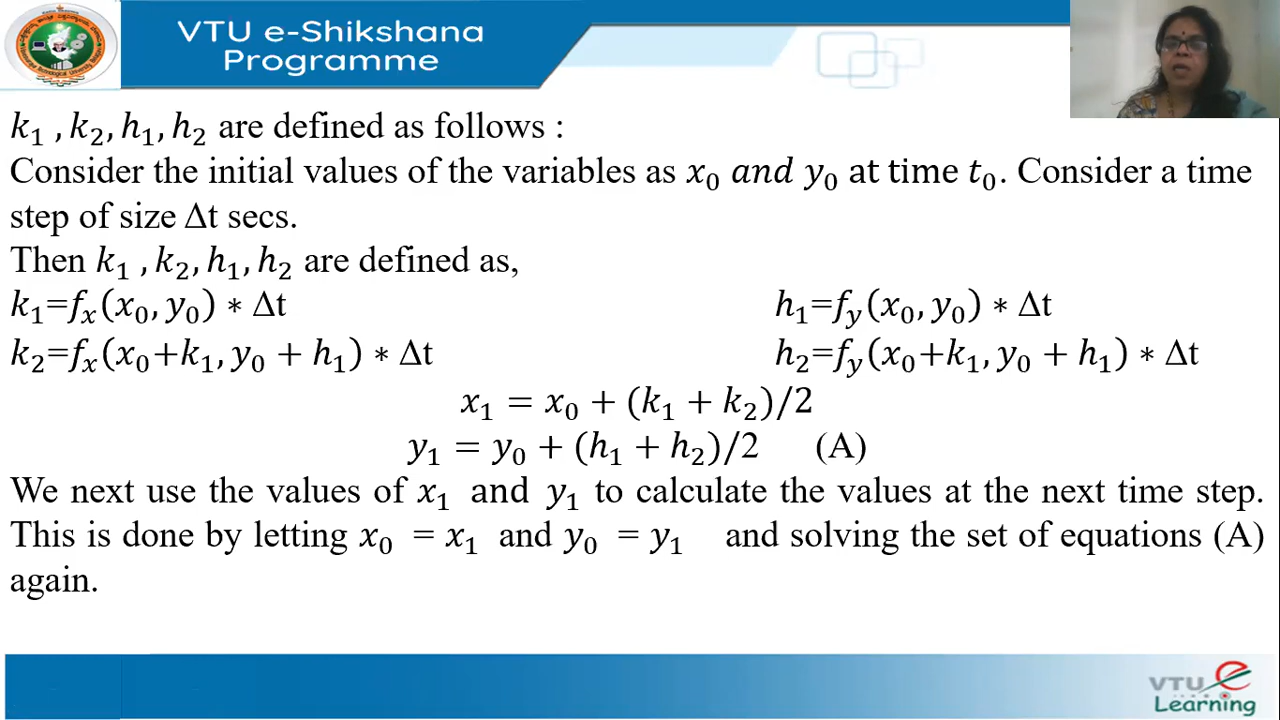 VTU e-Shikshana
Programme
k₁ , k₂, h₁, h₂ are defined as follows :
Consider the initial values of the variables as x₀ and y₀ at time t₀. Consider a time
step of size Δt secs.
Then k₁ , k₂, h₁, h₂ are defined as,
k₁=fₓ(x₀, y₀) ∗ Δt h₁=f_y(x₀, y₀) ∗ Δt
k₂=fₓ(x₀+k₁, y₀ + h₁) ∗ Δt h₂=f_y(x₀+k₁, y₀ + h₁) ∗ Δt
x₁ = x₀ + (k₁ + k₂)/2
y₁ = y₀ + (h₁ + h₂)/2 (A)
We next use the values of x₁ and y₁ to calculate the values at the next time step.
This is done by letting x₀ = x₁ and y₀ = y₁ and solving the set of equations (A)
again.
VTU e
Learning